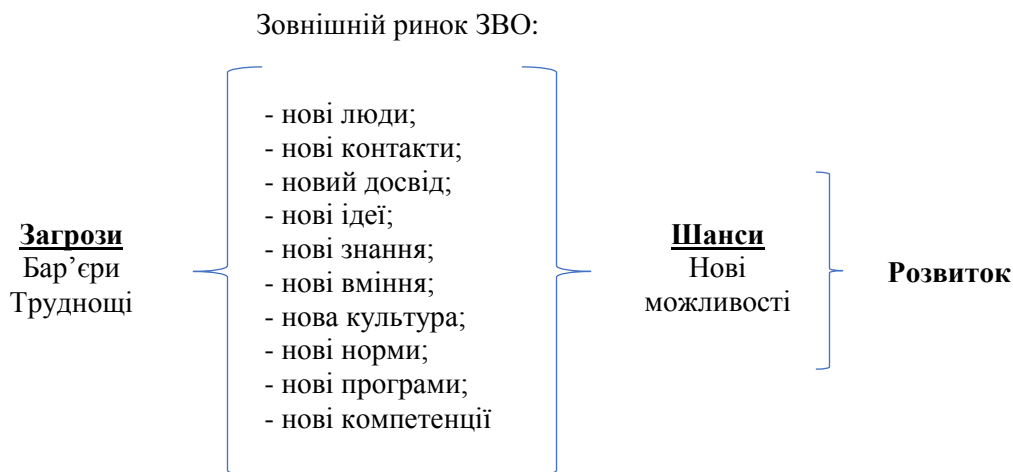 Зовнішній ринок ЗВО:
- нові люди;
- нові контакти;
- новий досвід;
- нові ідеї;
- нові знання;
- нові вміння;
- нова культура;
- нові норми;
- нові програми;
- нові компетенції
Загрози
Бар’єри
Труднощі
Шанси
Нові
можливості
Розвиток